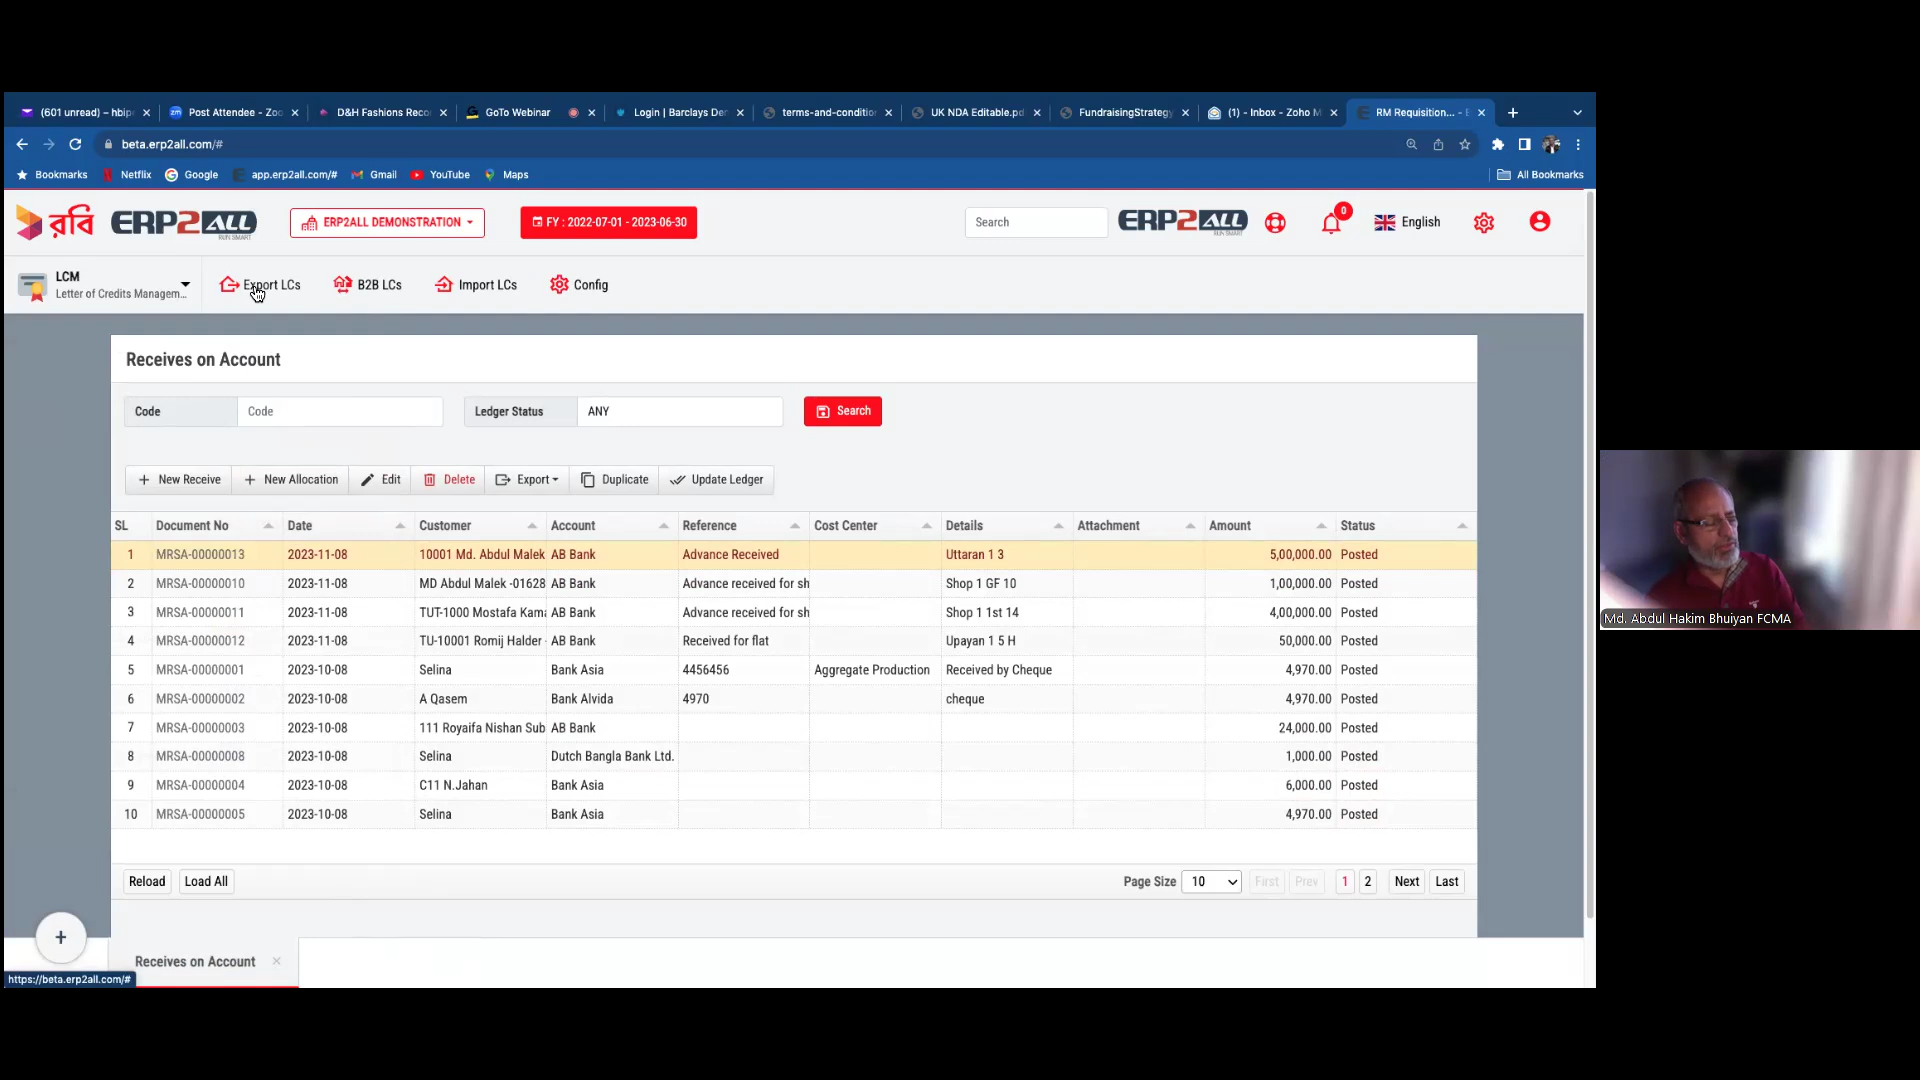 (601 unread) – hbip
Post Attendee - Zoo
D&H Fashions Reco
GoTo Webinar
Login | Barclays De
terms-and-conditio
UK NDA Editable.pd
FundraisingStrategy
(1) - Inbox - Zoho M
RM Requisition... - E
beta.erp2all.com/#
Bookmarks
Netflix
Google
app.erp2all.com/#
Gmail
YouTube
Maps
All Bookmarks
রবি
ERP2ALL
RUN SMART
ERP2ALL DEMONSTRATION
FY : 2022-07-01 - 2023-06-30
Search
ERP2ALL
RUN SMART
0
English
LCM
Letter of Credits Managem...
Export LCs
B2B LCs
Import LCs
Config
Receives on Account
Code
Code
Ledger Status
ANY
Search
New Receive
New Allocation
Edit
Delete
Export
Duplicate
Update Ledger
SL Document No Date Customer Account Reference Cost Center Details Attachment Amount Status
1 MRSA-00000013 2023-11-08 10001 Md. Abdul Malek AB Bank Advance Received Uttaran 1 3 5,00,000.00 Posted
2 MRSA-00000010 2023-11-08 MD Abdul Malek -01628 AB Bank Advance received for sh Shop 1 GF 10 1,00,000.00 Posted
3 MRSA-00000011 2023-11-08 TUT-1000 Mostafa Kama AB Bank Advance received for sh Shop 1 1st 14 4,00,000.00 Posted
4 MRSA-00000012 2023-11-08 TU-10001 Romij Halder - AB Bank Received for flat Upayan 1 5 H 50,000.00 Posted
5 MRSA-00000001 2023-10-08 Selina Bank Asia 4456456 Aggregate Production Received by Cheque 4,970.00 Posted
6 MRSA-00000002 2023-10-08 A Qasem Bank Alvida 4970 cheque 4,970.00 Posted
7 MRSA-00000003 2023-10-08 111 Royaifa Nishan Sub AB Bank 24,000.00 Posted
8 MRSA-00000008 2023-10-08 Selina Dutch Bangla Bank Ltd. 1,000.00 Posted
9 MRSA-00000004 2023-10-08 C11 N.Jahan Bank Asia 6,000.00 Posted
10 MRSA-00000005 2023-10-08 Selina Bank Asia 4,970.00 Posted
Reload
Load All
Page Size 10 First Prev 1 2 Next Last
Receives on Account
https://beta.erp2all.com/#
Md. Abdul Hakim Bhuiyan FCMA